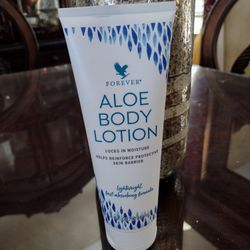 FOREVER®
ALOE
BODY
LOTION
LOCKS IN MOISTURE
HELPS REINFORCE PROTECTIVE
SKIN BARRIER
lightweight,
fast-absorbing formula